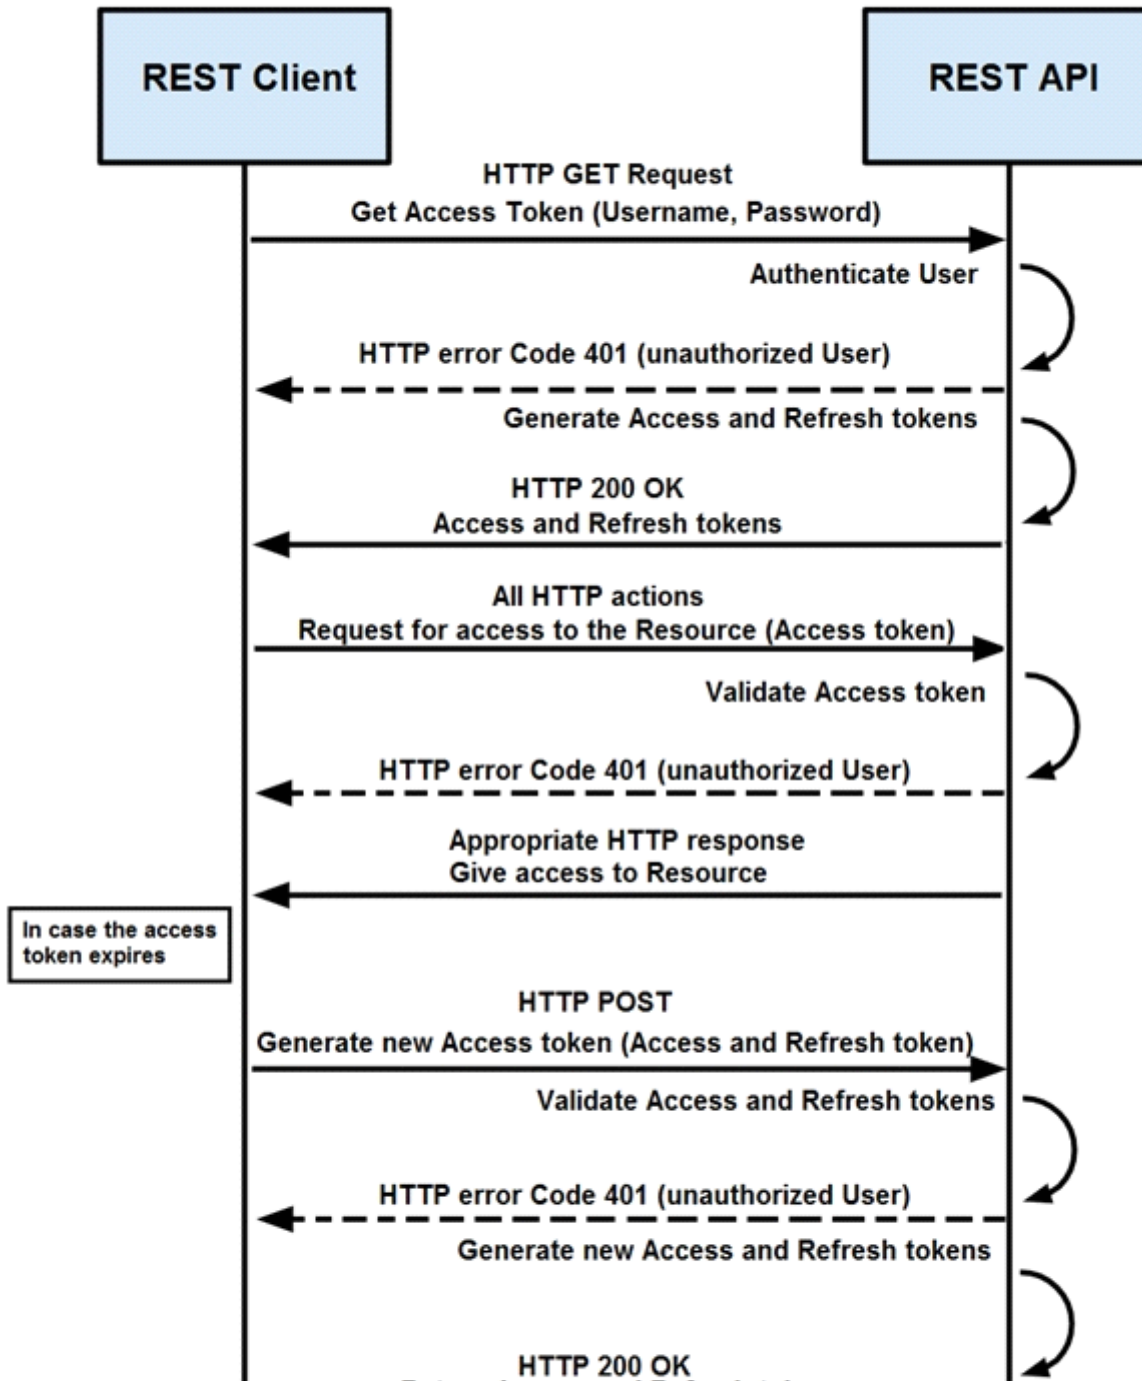 REST Client
REST API
HTTP GET Request
Get Access Token (Username, Password)
Authenticate User
HTTP error Code 401 (unauthorized User)
Generate Access and Refresh tokens
HTTP 200 OK
Access and Refresh tokens
All HTTP actions
Request for access to the Resource (Access token)
Validate Access token
HTTP error Code 401 (unauthorized User)
Appropriate HTTP response
Give access to Resource
In case the access
token expires
HTTP POST
Generate new Access token (Access and Refresh token)
Validate Access and Refresh tokens
HTTP error Code 401 (unauthorized User)
Generate new Access and Refresh tokens
HTTP 200 OK